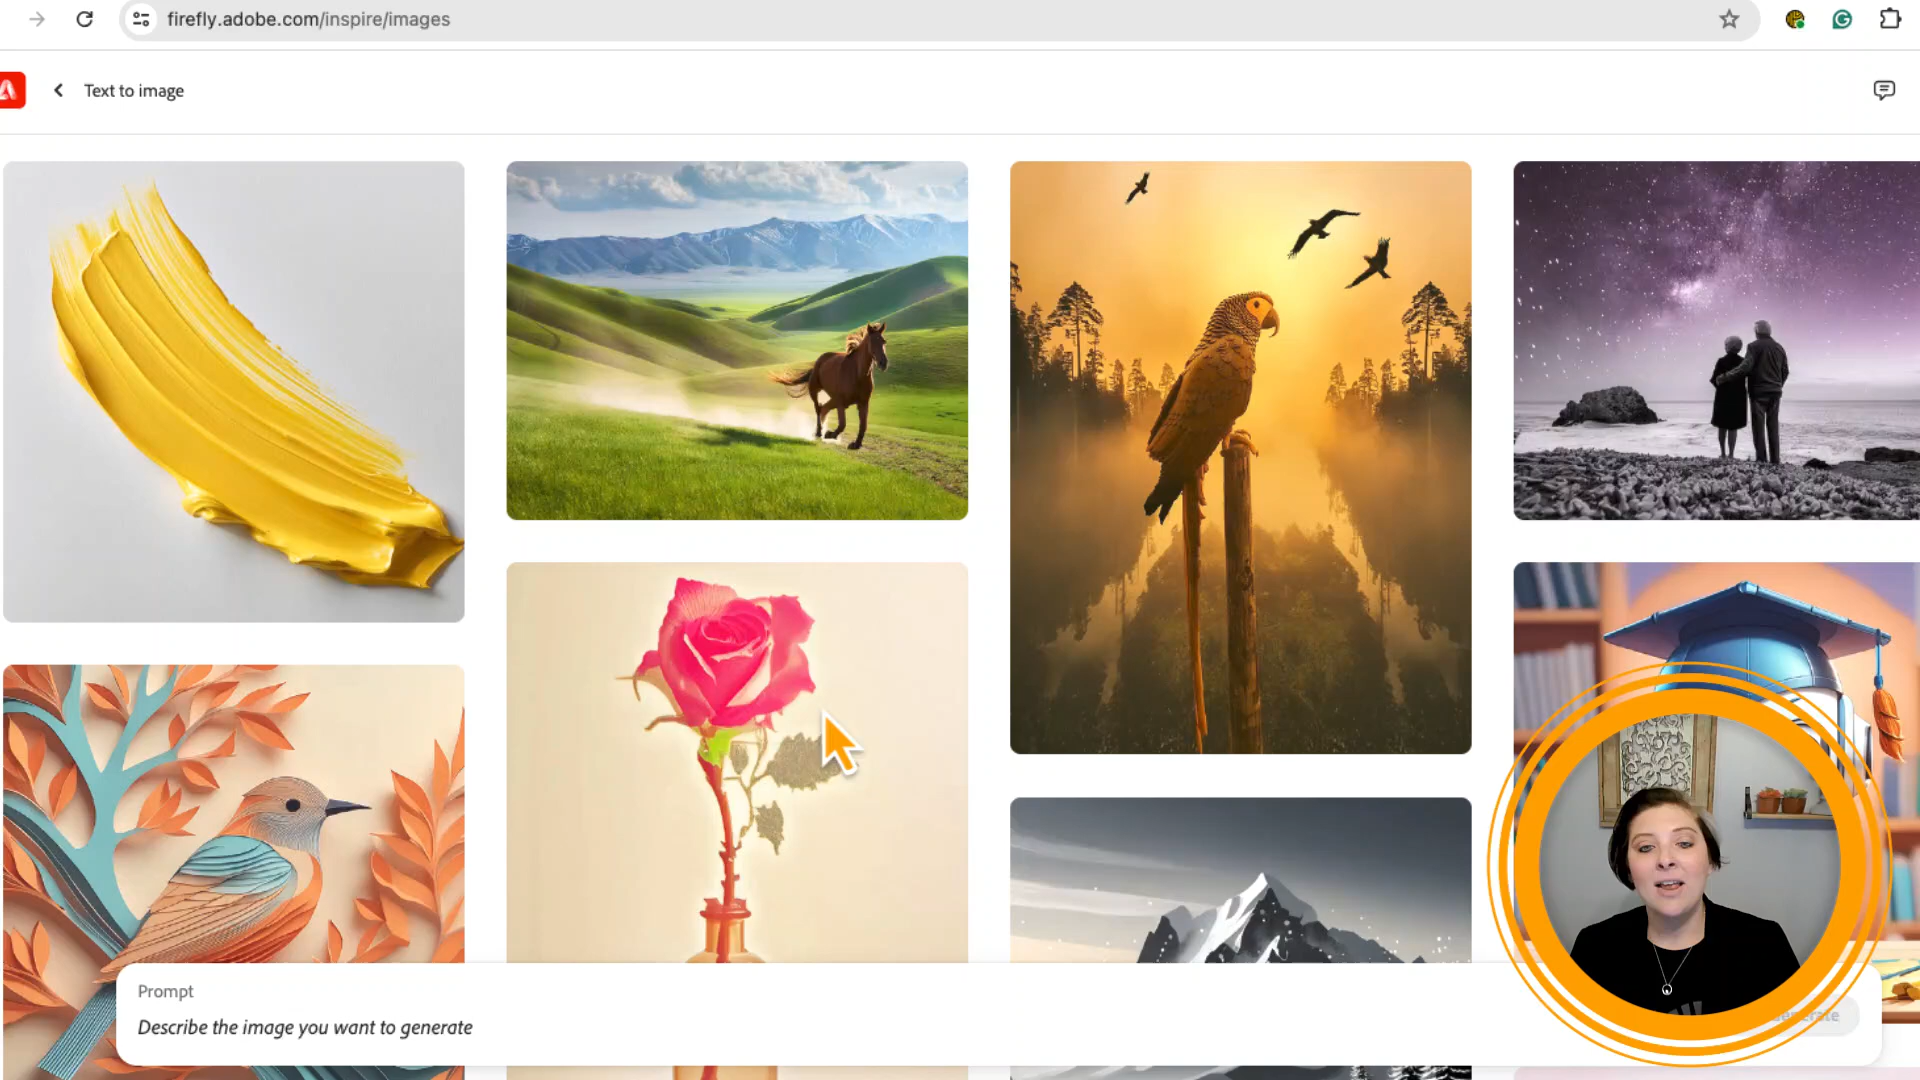 firefly.adobe.com/inspire/images
Text to image
Prompt
Describe the image you want to generate